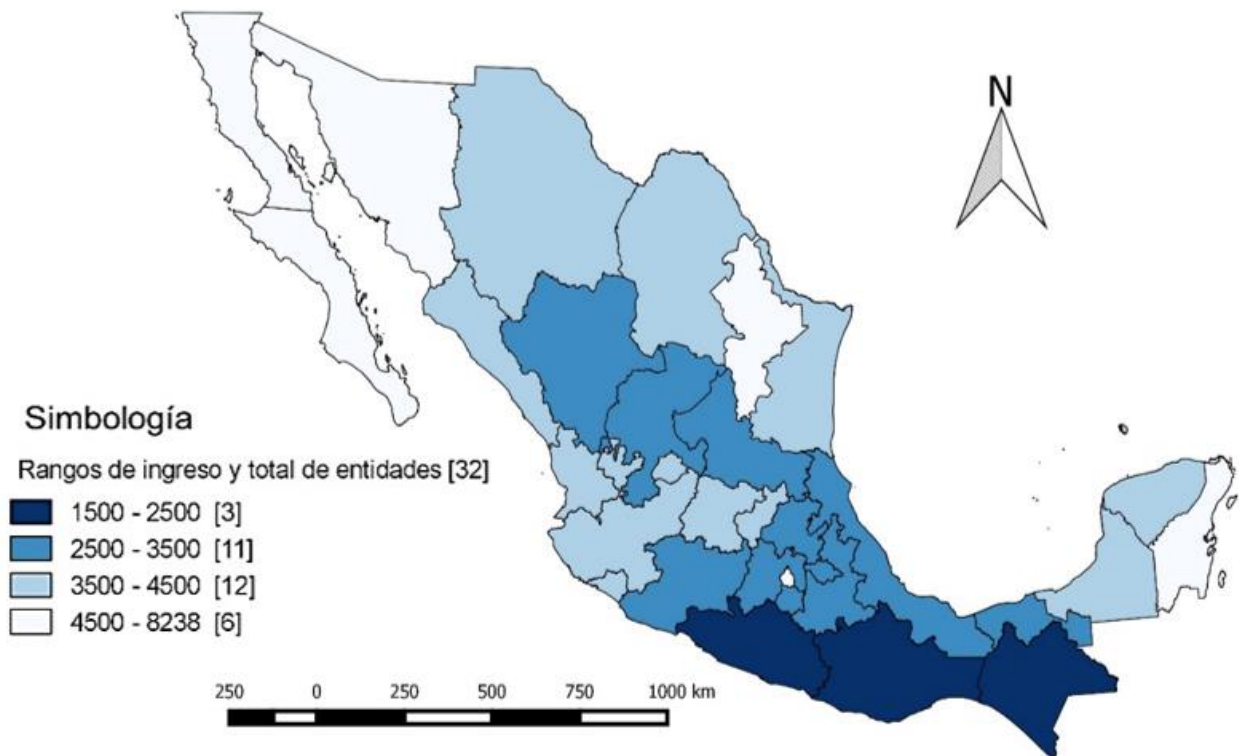 N
Simbología
Rangos de ingreso y total de entidades [32]
1500 - 2500 [3]
2500 - 3500 [11]
3500 - 4500 [12]
4500 - 8238 [6]
250 0 250 500 750 1000 km